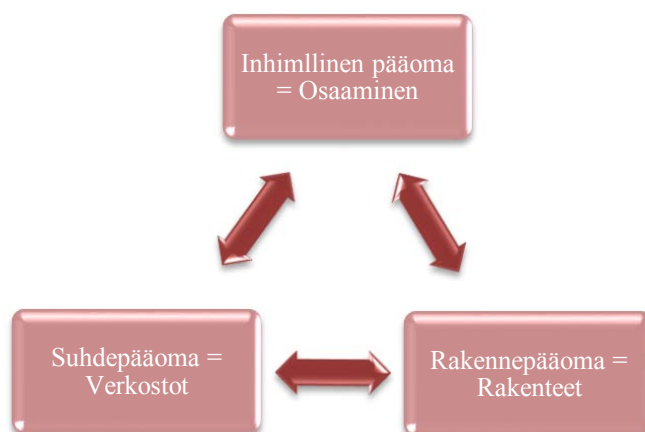 Inhimllinen pääoma
= Osaaminen
Suhdepääoma =
Verkostot
Rakennepääoma =
Rakenteet